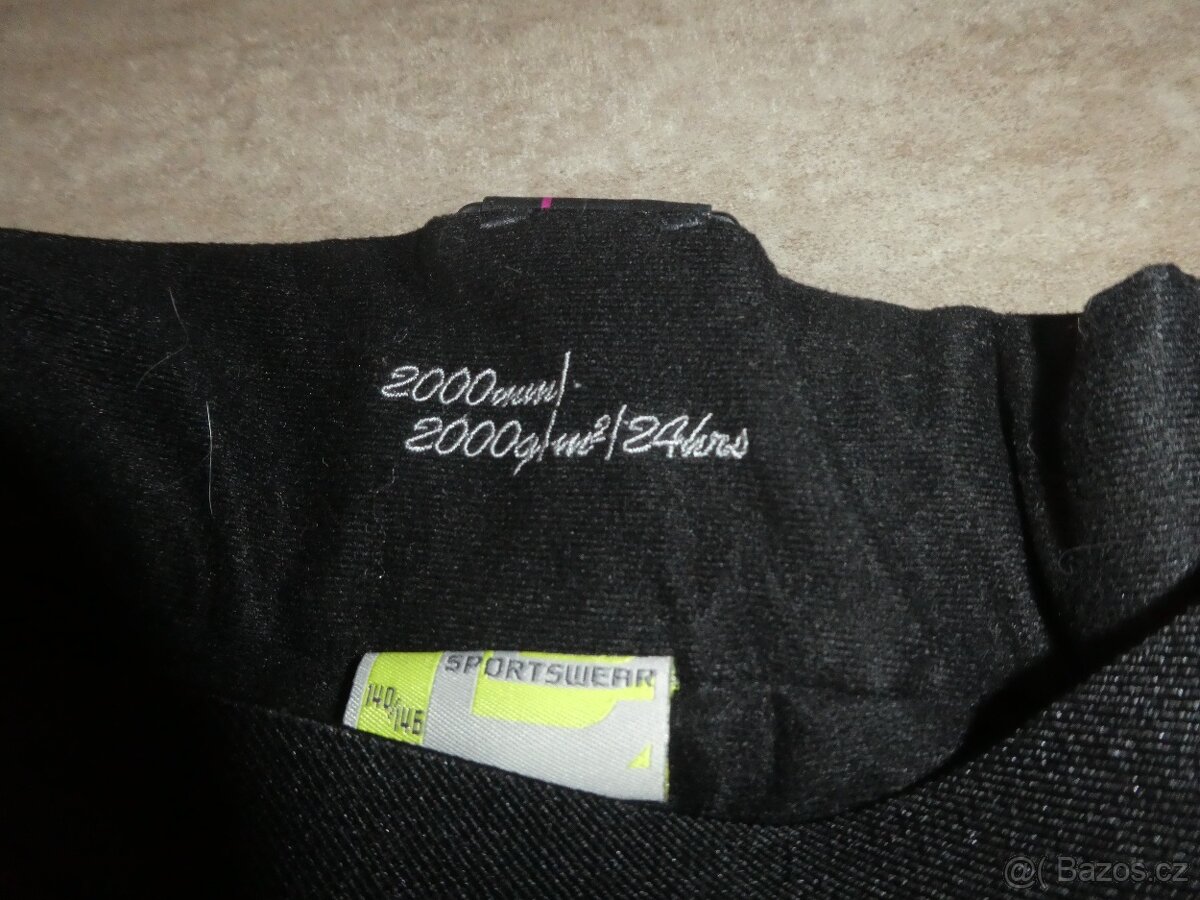 2000mm/
2000g/m²/24hrs
SPORTSWEAR
140/146
@( Bazos.cz